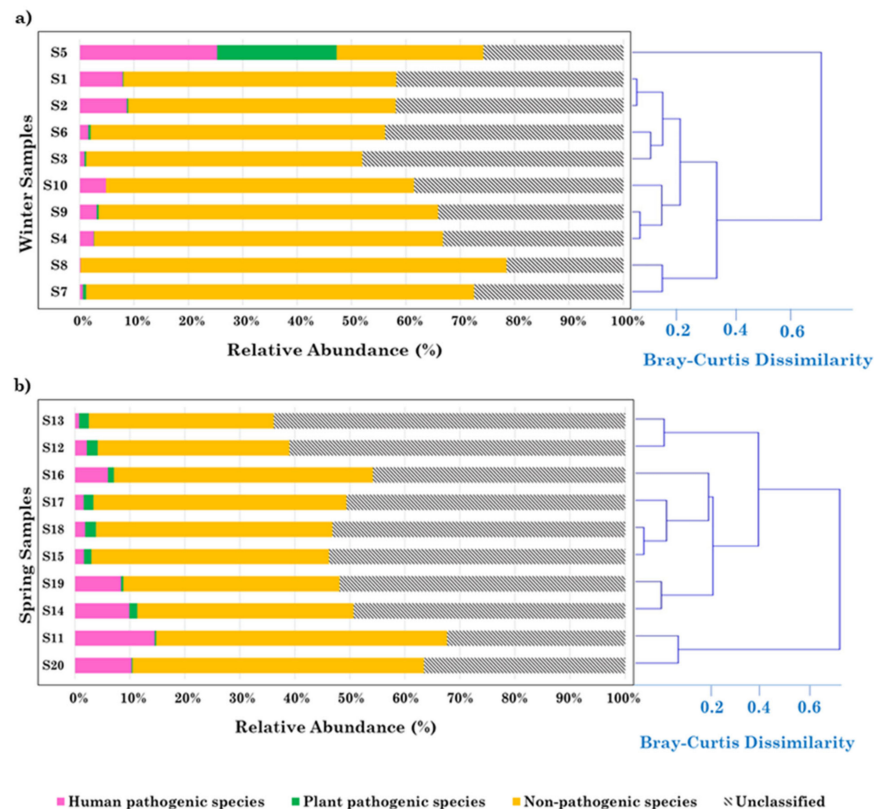 a)
Winter Samples
S5
S1
S2
S6
S3
S10
S9
S4
S8
S7
0% 10% 20% 30% 40% 50% 60% 70% 80% 90% 100%
Relative Abundance (%)
0.2 0.4 0.6
Bray-Curtis Dissimilarity
b)
Spring Samples
S13
S12
S16
S17
S18
S15
S19
S14
S11
S20
0% 10% 20% 30% 40% 50% 60% 70% 80% 90% 100%
Relative Abundance (%)
0.2 0.4 0.6
Bray-Curtis Dissimilarity
Human pathogenic species Plant pathogenic species Non-pathogenic species Unclassified